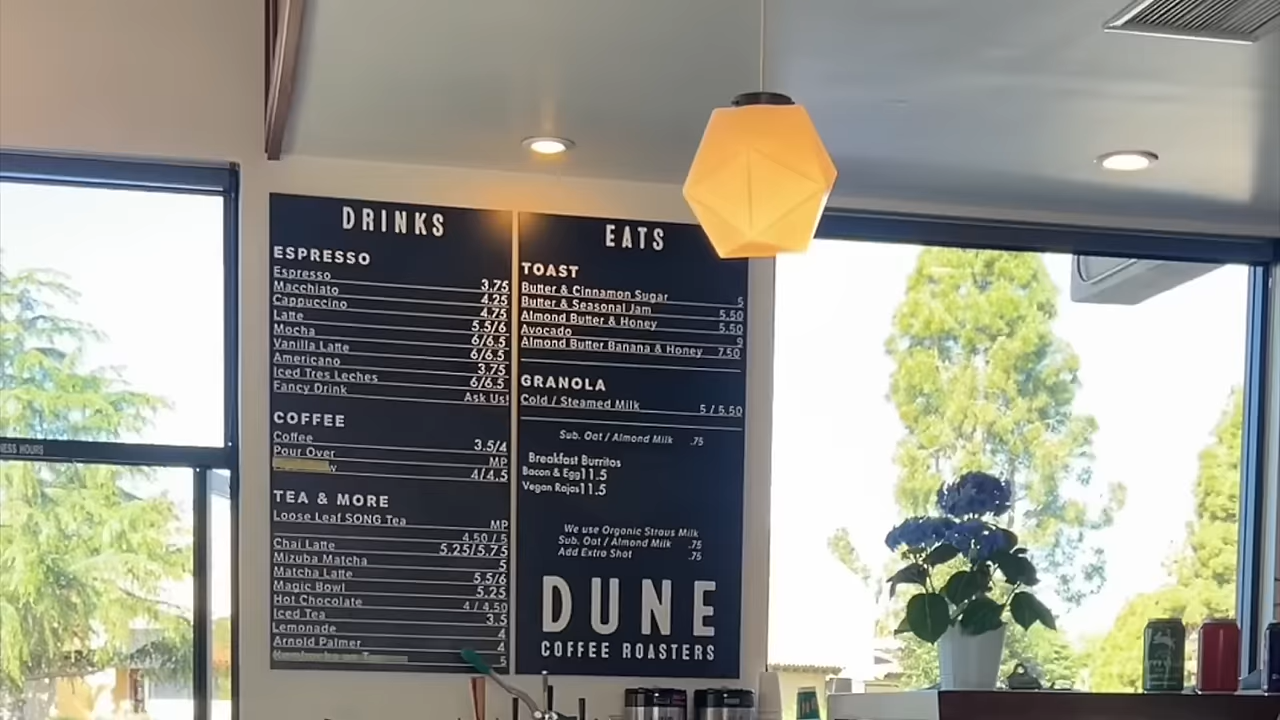 DRINKS
ESPRESSO
Espresso 3.75
Macchiato 4.25
Cappuccino 4.75
Latte 5.5/6
Mocha 6/6.5
Vanilla Latte 6/6.5
Americano 3.75
Iced Tres Leches 6/6.5
Fancy Drink Ask Us!
COFFEE
Coffee 3.5/4
Pour Over MP
w 4/4.5
TEA & MORE
Loose Leaf SONG Tea MP
4.50 / 5
Chai Latte 5.25/5.75
Mizuba Matcha 5
Matcha Latte 5.5/6
Magic Bowl 5.25
Hot Chocolate 4 / 4.50
Iced Tea 3.5
Lemonade 4
Arnold Palmer 4
5
EATS
TOAST
Butter & Cinnamon Sugar 5
Butter & Seasonal Jam 5.50
Almond Butter & Honey 5.50
Avocado 9
Almond Butter Banana & Honey 7.50
GRANOLA
Cold / Steamed Milk 5 / 5.50
Sub. Oat / Almond Milk .75
Breakfast Burritos
Bacon & Egg 11.5
Vegan Rajas 11.5
We use Organic Straus Milk
Sub. Oat / Almond Milk .75
Add Extra Shot .75
DUNE
COFFEE ROASTERS
NESS HOURS